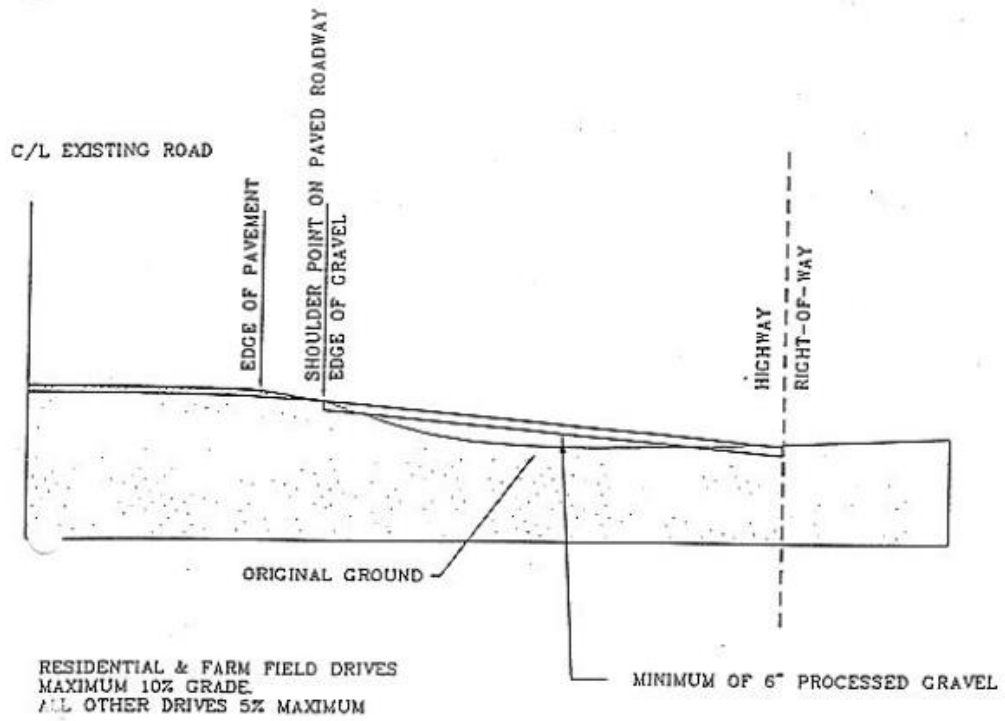 C/L EXISTING ROAD
EDGE OF PAVEMENT
SHOULDER POINT ON PAVED ROADWAY
EDGE OF GRAVEL
HIGHWAY
RIGHT-OF-WAY
ORIGINAL GROUND
MINIMUM OF 6" PROCESSED GRAVEL
RESIDENTIAL & FARM FIELD DRIVES
MAXIMUM 10% GRADE.
ALL OTHER DRIVES 5% MAXIMUM